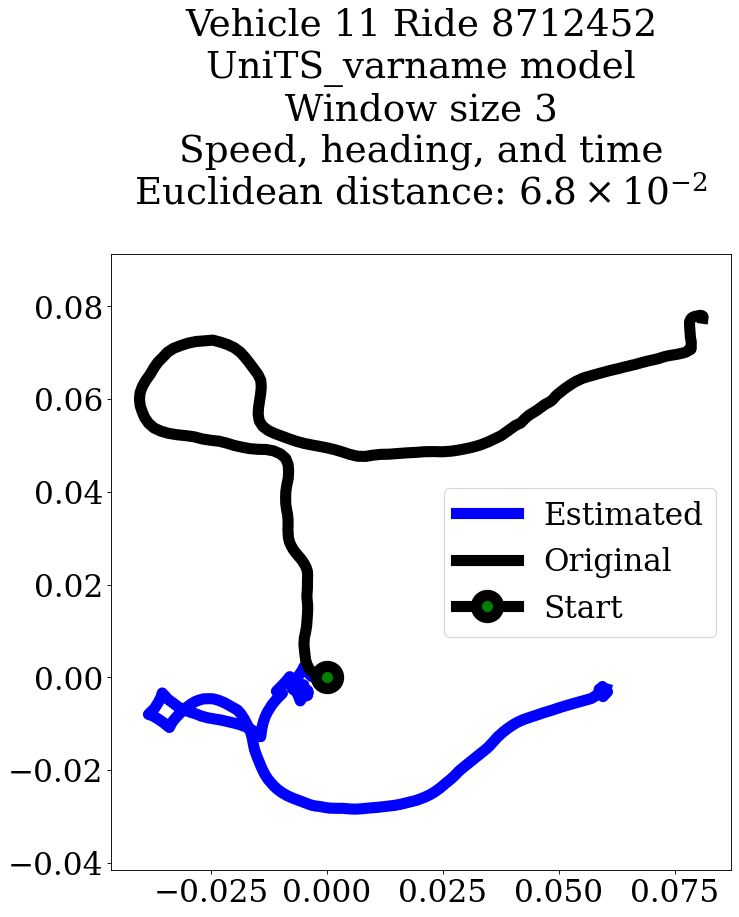 Vehicle 11 Ride 8712452
UniTS_varname model
Window size 3
Speed, heading, and time
Euclidean distance: 6.8 × 10⁻²
0.08
0.06
0.04
0.02
0.00
−0.02
−0.04
Estimated
Original
Start
−0.025 0.000 0.025 0.050 0.075